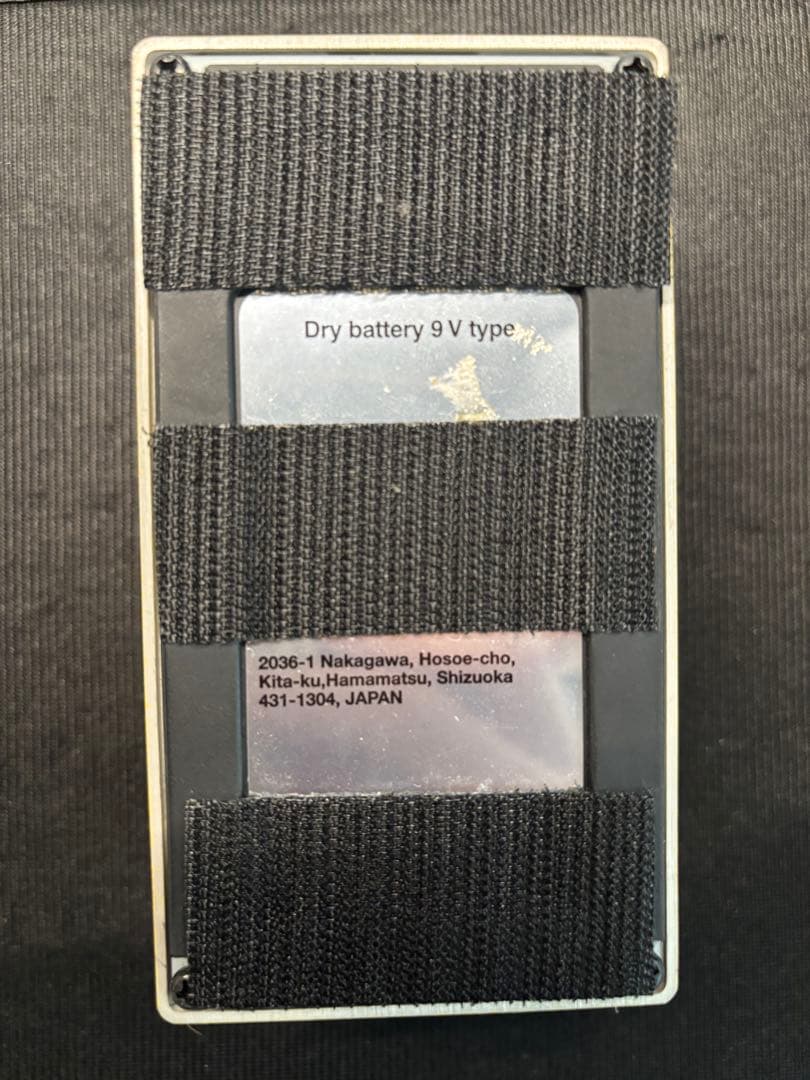 Dry battery 9 V type
2036-1 Nakagawa, Hosoe-cho,
Kita-ku,Hamamatsu, Shizuoka
431-1304, JAPAN